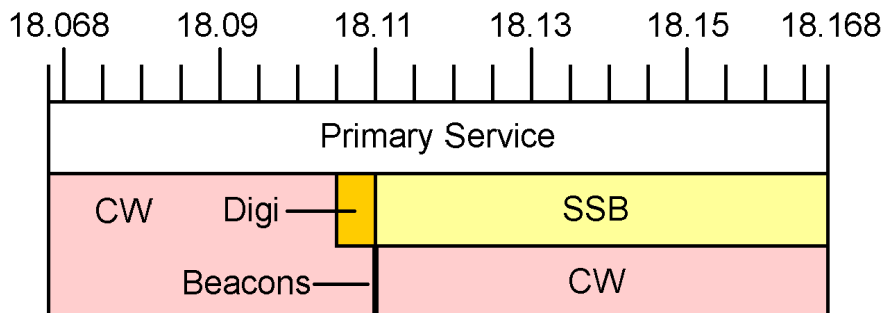 18.068 18.09 18.11 18.13 18.15 18.168
Primary Service
CW Digi SSB
Beacons CW